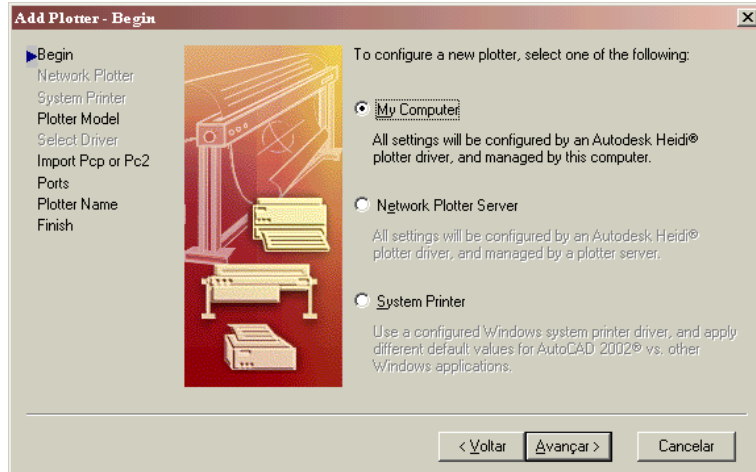 Add Plotter - Begin
Begin
Network Plotter
System Printer
Plotter Model
Select Driver
Import Pcp or Pc2
Ports
Plotter Name
Finish
To configure a new plotter, select one of the following:
My Computer
All settings will be configured by an Autodesk Heidi®
plotter driver, and managed by this computer.
Network Plotter Server
All settings will be configured by an Autodesk Heidi®
plotter driver, and managed by a plotter server.
System Printer
Use a configured Windows system printer driver, and apply
different default values for AutoCAD 2002® vs. other
Windows applications.
< Voltar
Avançar >
Cancelar